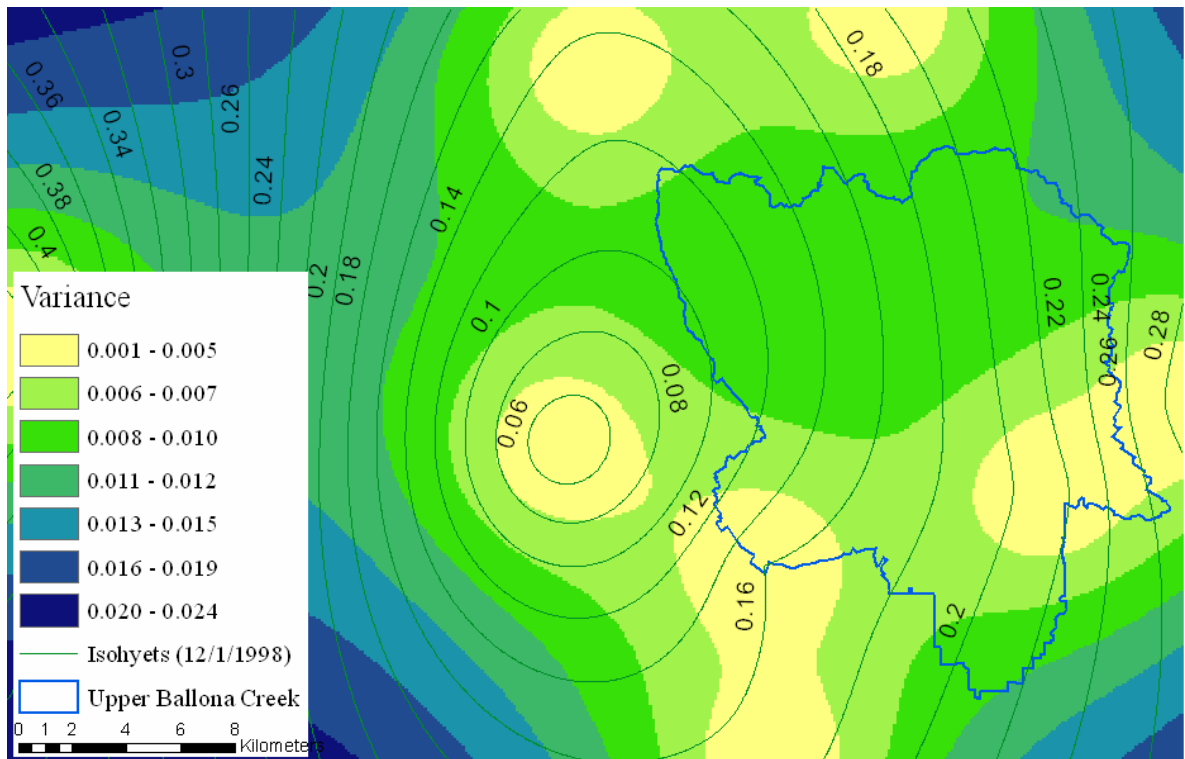 0.18
0.3
0.36
0.26
0.34
0.24
0.38
0.14
0.4
0.2
0.18
0.1
0.22
0.24
0.26
0.28
0.08
0.06
0.12
0.16
0.2
Variance
0.001 - 0.005
0.006 - 0.007
0.008 - 0.010
0.011 - 0.012
0.013 - 0.015
0.016 - 0.019
0.020 - 0.024
Isohyets (12/1/1998)
Upper Ballona Creek
0 1 2 4 6 8
Kilometers